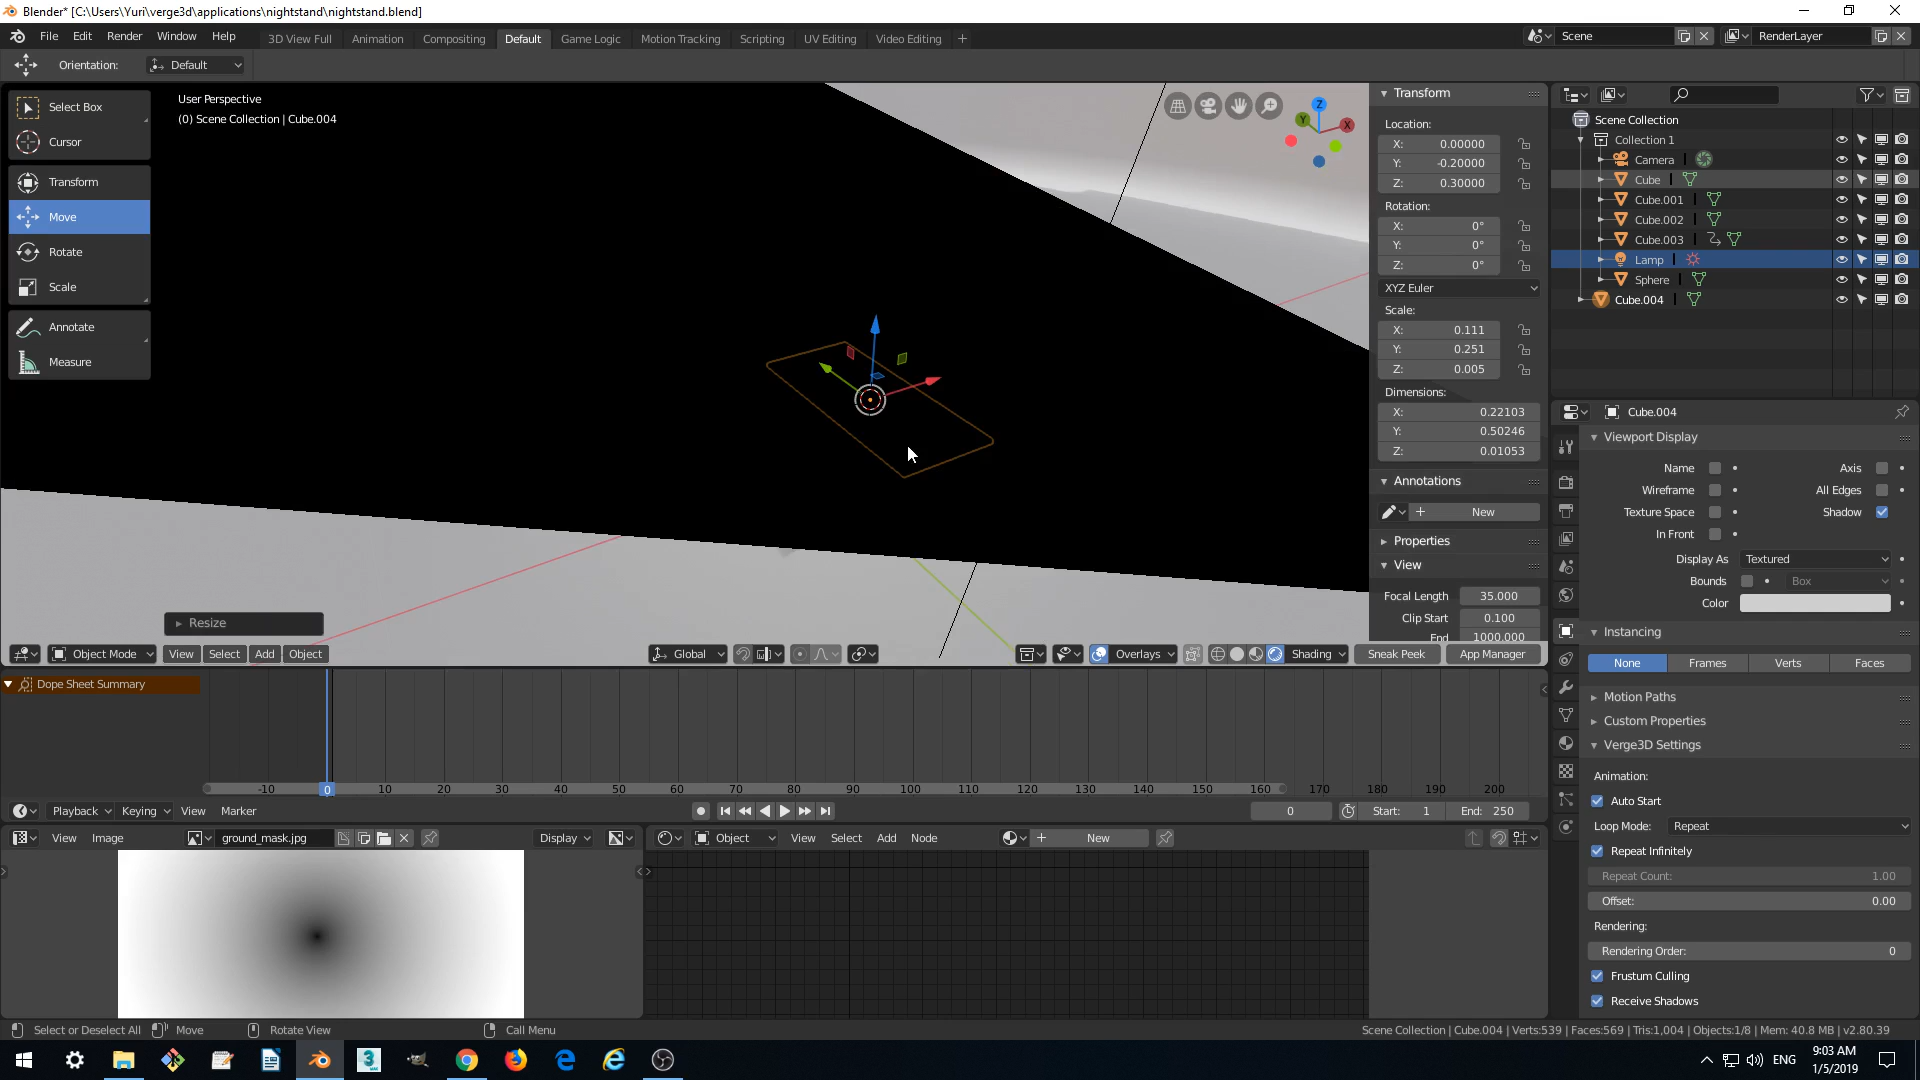 Blender* [C:\Users\Yuri\verge3d\applications\nightstand\nightstand.blend]
File Edit Render Window Help
3D View Full Animation Compositing Default Game Logic Motion Tracking Scripting UV Editing Video Editing +
Scene
RenderLayer
Orientation: Default
Select Box
Cursor
Transform
Move
Rotate
Scale
Annotate
Measure
User Perspective
(0) Scene Collection | Cube.004
Z
Y
X
Resize
Transform
Location:
X: 0.00000
Y: -0.20000
Z: 0.30000
Rotation:
X: 0°
Y: 0°
Z: 0°
XYZ Euler
Scale:
X: 0.111
Y: 0.251
Z: 0.005
Dimensions:
X: 0.22103
Y: 0.50246
Z: 0.01053
Annotations
+ New
Properties
View
Focal Length 35.000
Clip Start 0.100
End 1000.000
Scene Collection
Collection 1
Camera
Cube
Cube.001
Cube.002
Cube.003
Lamp
Sphere
Cube.004
Object Mode View Select Add Object
Global
Overlays
Shading
Sneak Peek
App Manager
Cube.004
Viewport Display
Name
Axis
Wireframe
All Edges
Texture Space
Shadow
In Front
Display As Textured
Bounds Box
Color
Instancing
None Frames Verts Faces
Motion Paths
Custom Properties
Verge3D Settings
Animation:
Auto Start
Loop Mode: Repeat
Repeat Infinitely
Repeat Count: 1.00
Offset: 0.00
Rendering:
Rendering Order: 0
Frustum Culling
Receive Shadows
Dope Sheet Summary
-10 0 10 20 30 40 50 60 70 80 90 100 110 120 130 140 150 160 170 180 190 200
Playback Keying View Marker
0
Start: 1
End: 250
View Image
ground_mask.jpg
Display
Object View Select Add Node
+ New
Select or Deselect All
Move
Rotate View
Call Menu
Scene Collection | Cube.004 | Verts:539 | Faces:569 | Tris:1,004 | Objects:1/8 | Mem: 40.8 MB | v2.80.39
ENG
9:03 AM
1/5/2019